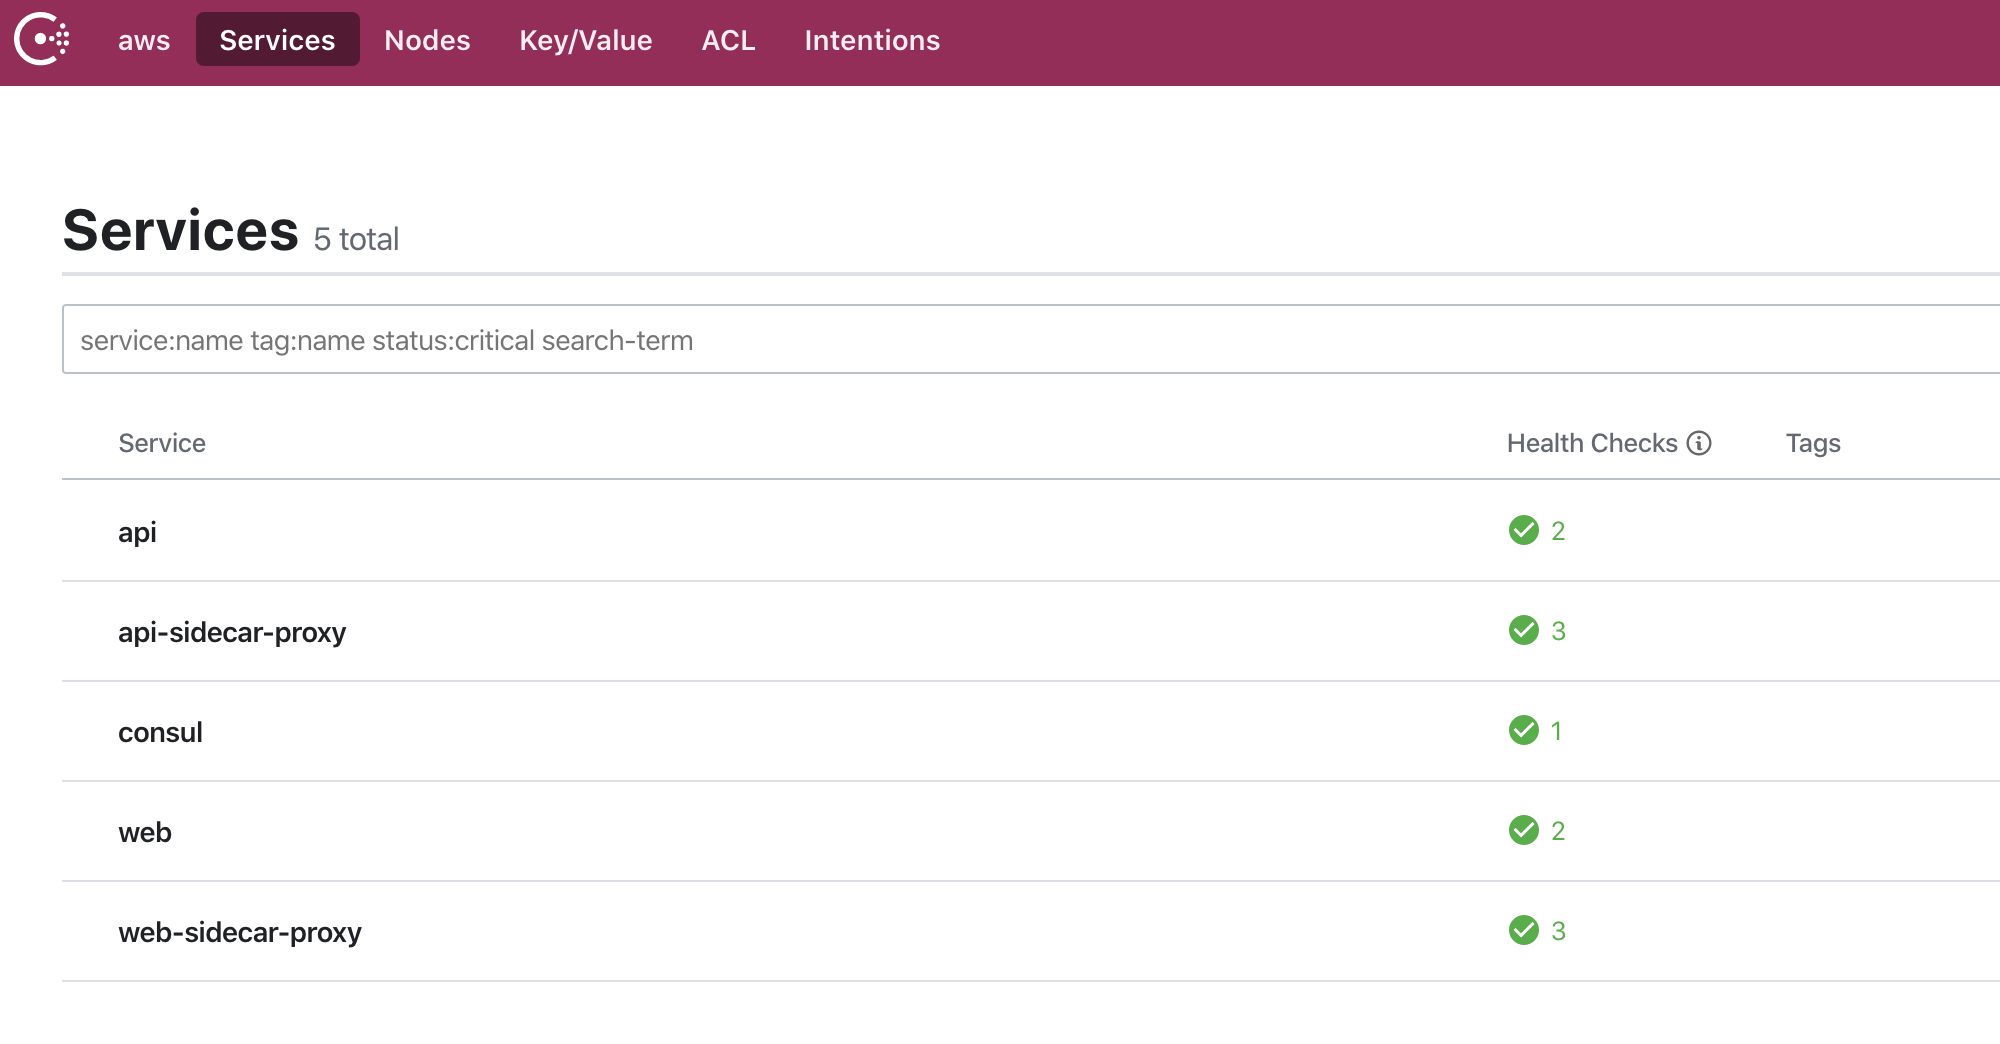 aws Services Nodes Key/Value ACL Intentions
Services 5 total
service:name tag:name status:critical search-term
Service Health Checks Tags
api 2
api-sidecar-proxy 3
consul 1
web 2
web-sidecar-proxy 3